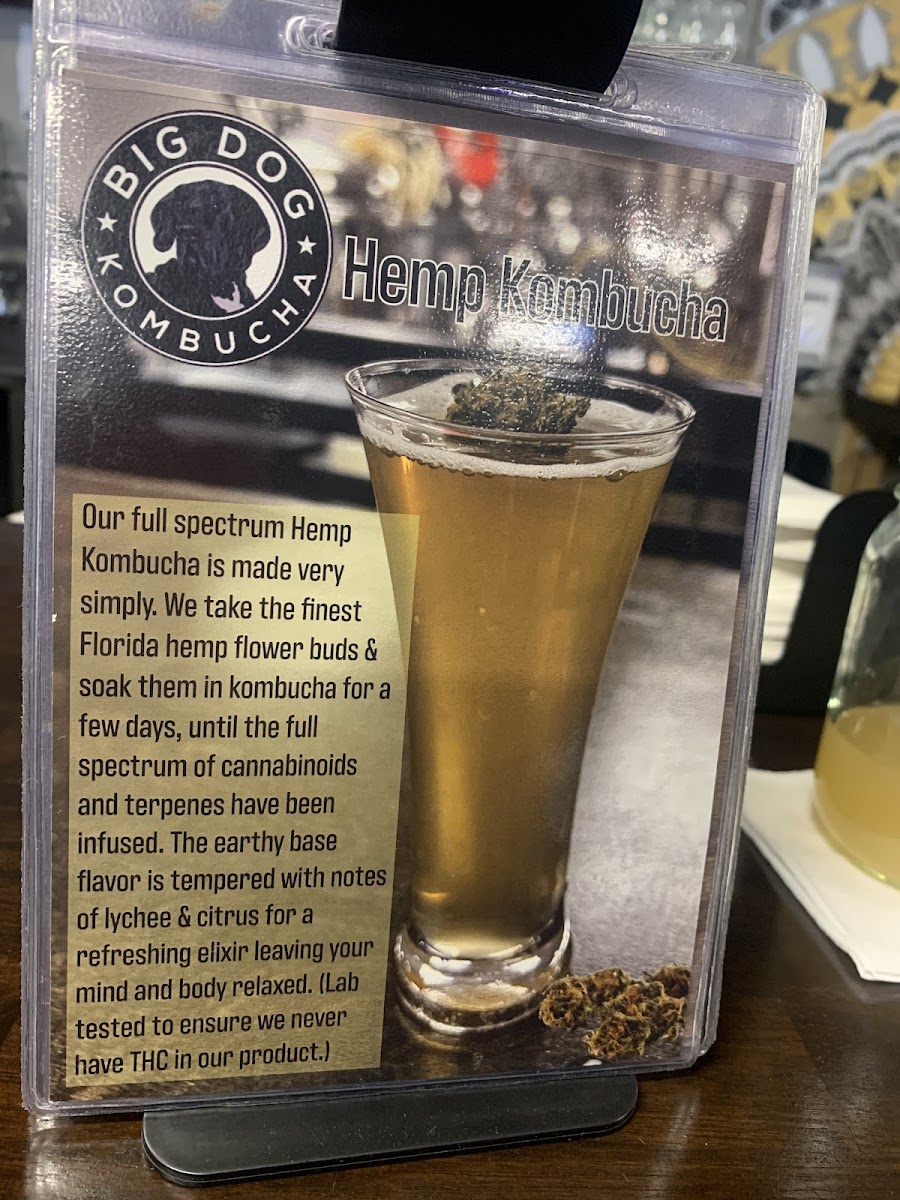 BIG DOG
KOMBUCHA
Hemp Kombucha
Our full spectrum Hemp
Kombucha is made very
simply. We take the finest
Florida hemp flower buds &
soak them in kombucha for a
few days, until the full
spectrum of cannabinoids
and terpenes have been
infused. The earthy base
flavor is tempered with notes
of lychee & citrus for a
refreshing elixir leaving your
mind and body relaxed. (Lab
tested to ensure we never
have THC in our product.)